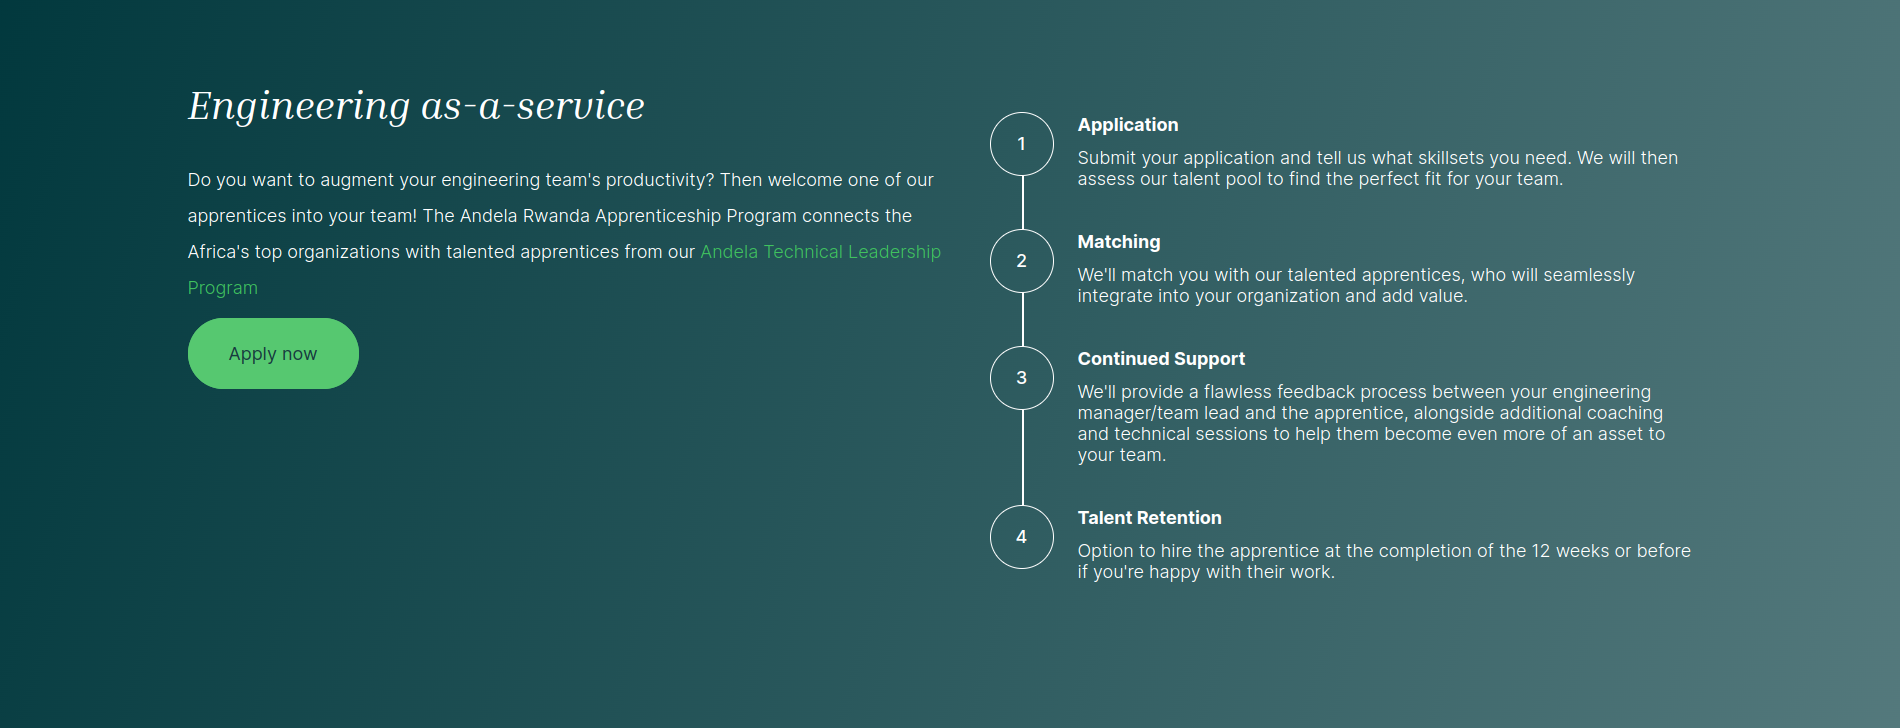 Engineering as-a-service
Do you want to augment your engineering team's productivity? Then welcome one of our
apprentices into your team! The Andela Rwanda Apprenticeship Program connects the
Africa's top organizations with talented apprentices from our Andela Technical Leadership
Program
Apply now
1
Application
Submit your application and tell us what skillsets you need. We will then
assess our talent pool to find the perfect fit for your team.
2
Matching
We'll match you with our talented apprentices, who will seamlessly
integrate into your organization and add value.
3
Continued Support
We'll provide a flawless feedback process between your engineering
manager/team lead and the apprentice, alongside additional coaching
and technical sessions to help them become even more of an asset to
your team.
4
Talent Retention
Option to hire the apprentice at the completion of the 12 weeks or before
if you're happy with their work.